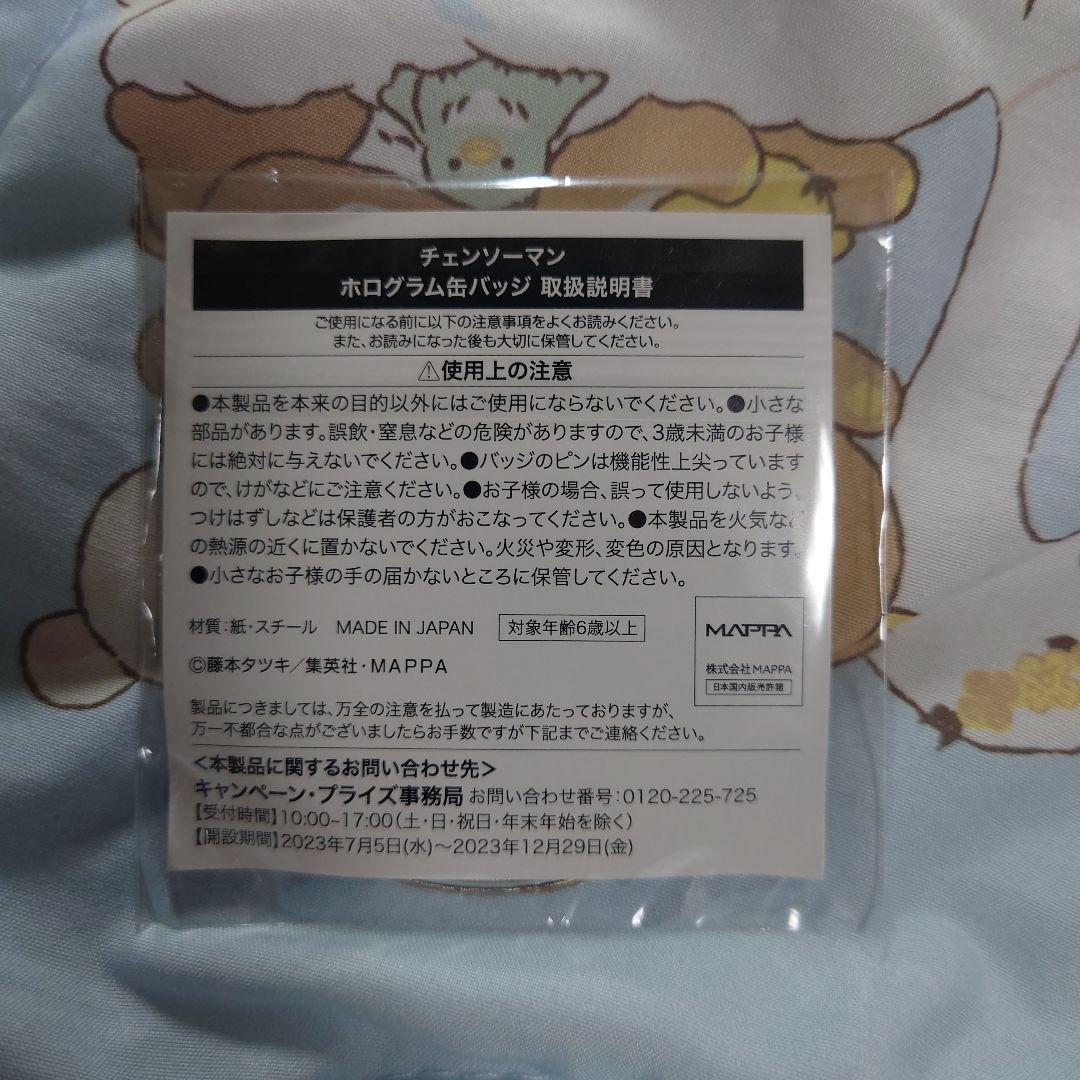 チェンソーマン
ホログラム缶バッジ 取扱説明書
ご使用になる前に以下の注意事項をよくお読みください。
また、お読みになった後も大切に保管してください。
⚠使用上の注意
●本製品を本来の目的以外にはご使用にならないでください。●小さな
部品があります。誤飲・窒息などの危険がありますので、3歳未満のお子様
には絶対に与えないでください。●バッジのピンは機能性上尖っています
ので、けがなどにご注意ください。●お子様の場合、誤って使用しないよう、
つけはずしなどは保護者の方がおこなってください。●本製品を火気など
の熱源の近くに置かないでください。火災や変形、変色の原因となります。
●小さなお子様の手の届かないところに保管してください。
材質:紙・スチール MADE IN JAPAN 対象年齢6歳以上
©藤本タツキ/集英社・MAPPA
MAPPA
株式会社MAPPA
日本国内販売許諾
製品につきましては、万全の注意を払って製造にあたっておりますが、
万一不都合な点がございましたらお手数ですが下記までご連絡ください。
<本製品に関するお問い合わせ先>
キャンペーン・プライズ事務局 お問い合わせ番号:0120-225-725
【受付時間】10:00~17:00(土・日・祝日・年末年始を除く)
【開設期間】2023年7月5日(水)~2023年12月29日(金)